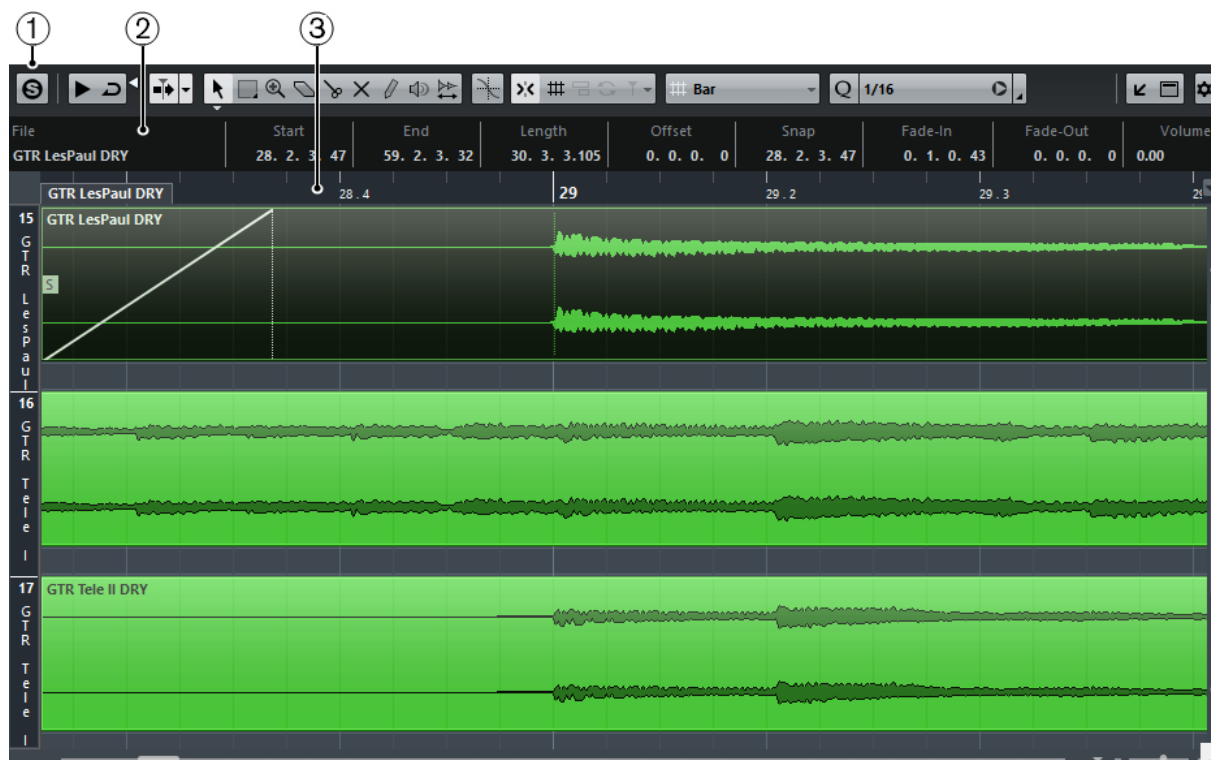 1 2 3
S Bar Q 1/16
File Start End Length Offset Snap Fade-In Fade-Out Volume
GTR LesPaul DRY 28. 2. 3. 47 59. 2. 3. 32 30. 3. 3.105 0. 0. 0. 0 28. 2. 3. 47 0. 1. 0. 43 0. 0. 0. 0 0.00
GTR LesPaul DRY 28.4 29 29.2 29.3
15 GTR LesPaul DRY
GTR LesPaul
S
16
GTR Tele I
17 GTR Tele II DRY
GTR Tele I